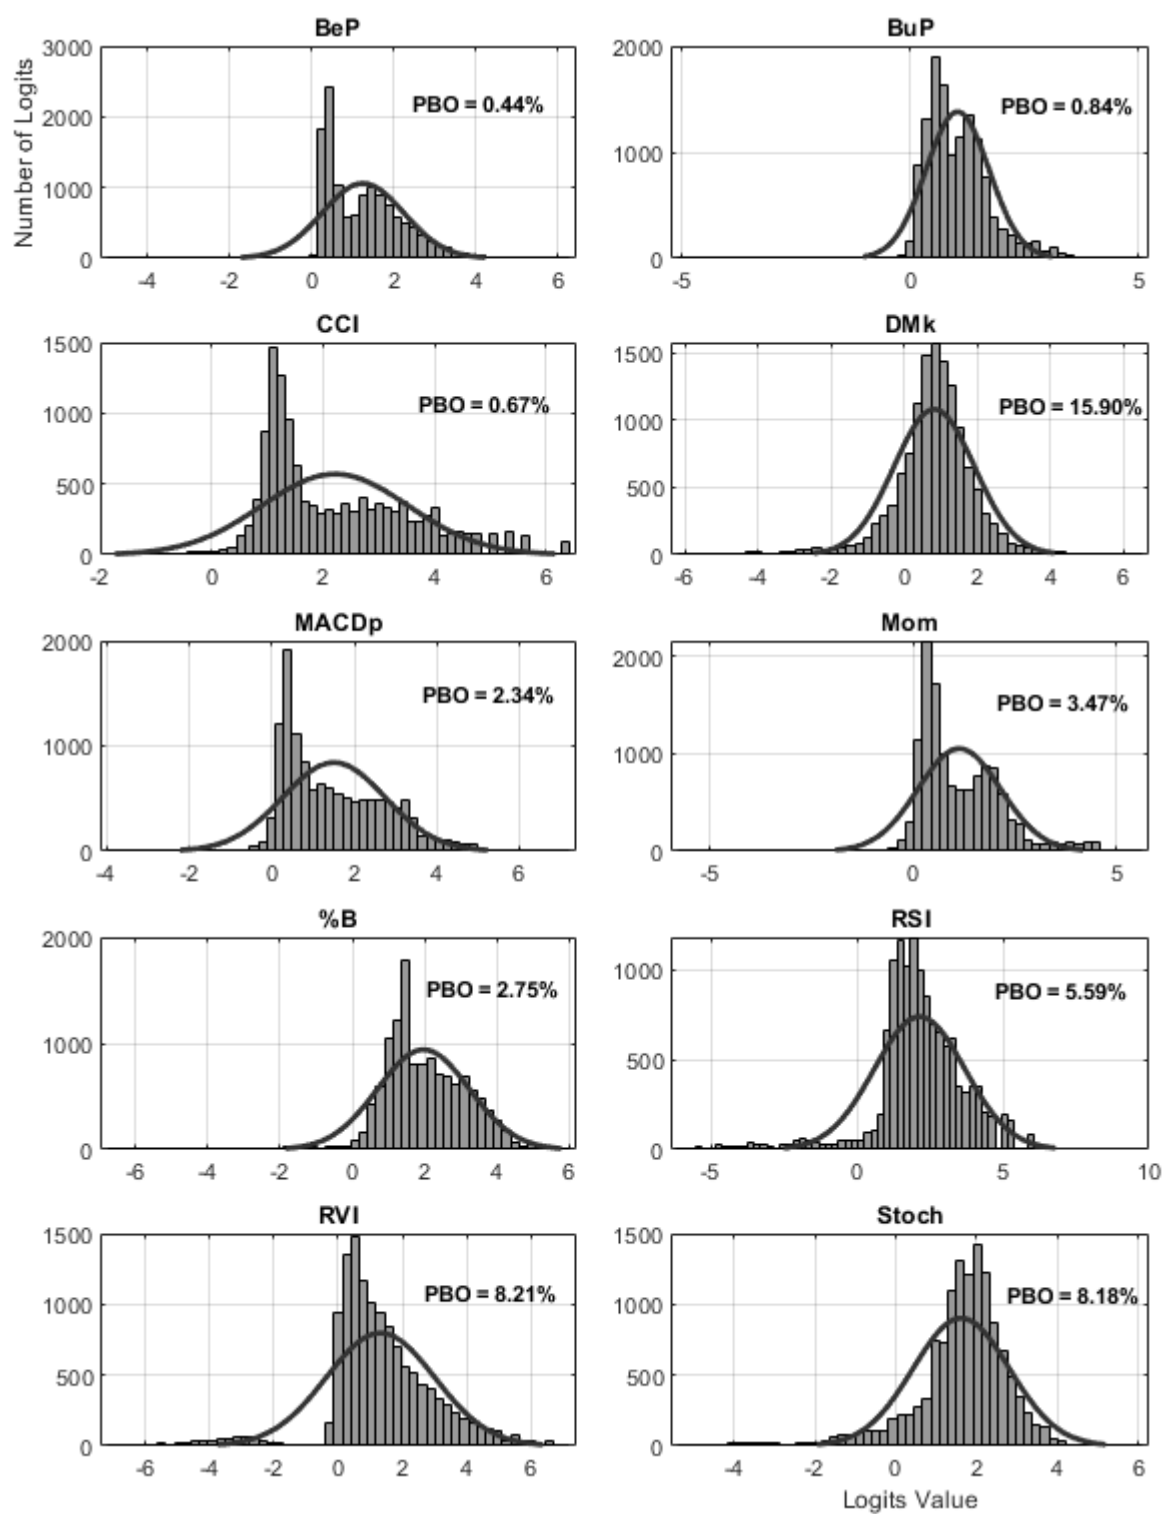 BeP
Number of Logits
3000
2000
1000
0
PBO = 0.44%
-4 -2 0 2 4 6
BuP
2000
1000
0
PBO = 0.84%
-5 0 5
CCI
1500
1000
500
0
PBO = 0.67%
-2 0 2 4 6
DMk
1500
1000
500
0
PBO = 15.90%
-6 -4 -2 0 2 4 6
MACDp
2000
1000
0
PBO = 2.34%
-4 -2 0 2 4 6
Mom
2000
1000
0
PBO = 3.47%
-5 0 5
%B
2000
1000
0
PBO = 2.75%
-6 -4 -2 0 2 4 6
RSI
1000
500
0
PBO = 5.59%
-5 0 5 10
RVI
1500
1000
500
0
PBO = 8.21%
-6 -4 -2 0 2 4 6
Stoch
1500
1000
500
0
PBO = 8.18%
-4 -2 0 2 4 6
Logits Value